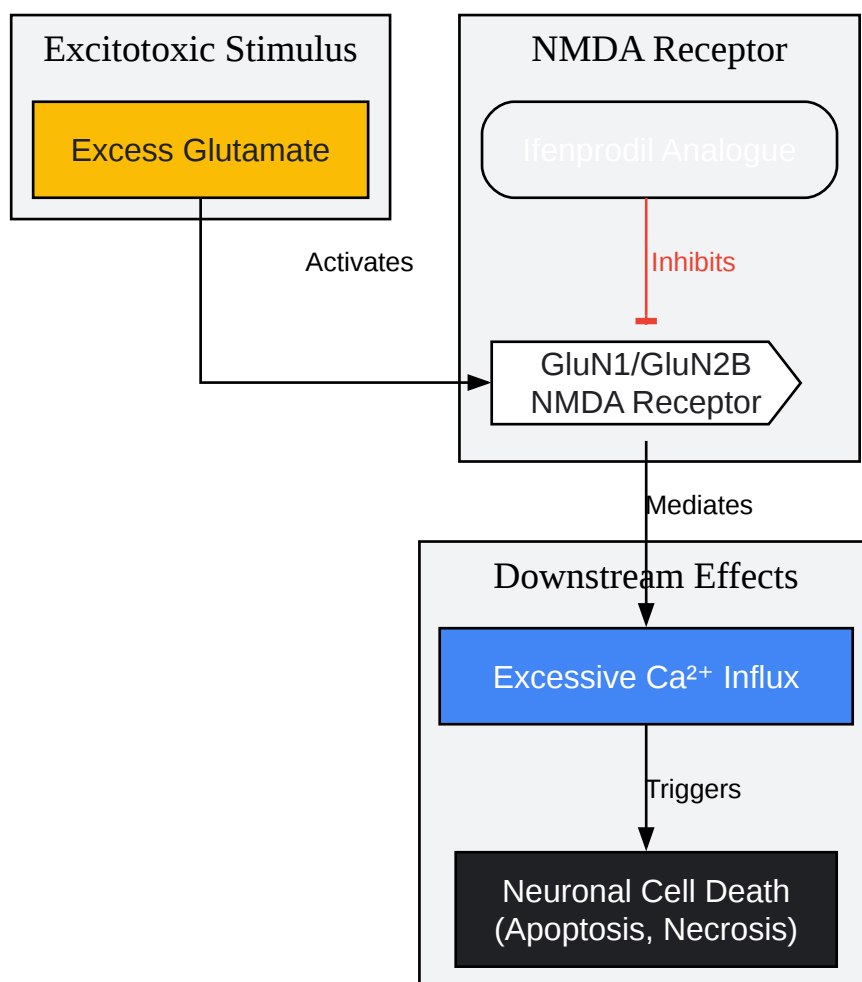 Excitotoxic Stimulus
NMDA Receptor
Excess Glutamate
Ifenprodil Analogue
Activates
Inhibits
GluN1/GluN2B
NMDA Receptor
Mediates
Downstream Effects
Excessive Ca²⁺ Influx
Triggers
Neuronal Cell Death
(Apoptosis, Necrosis)